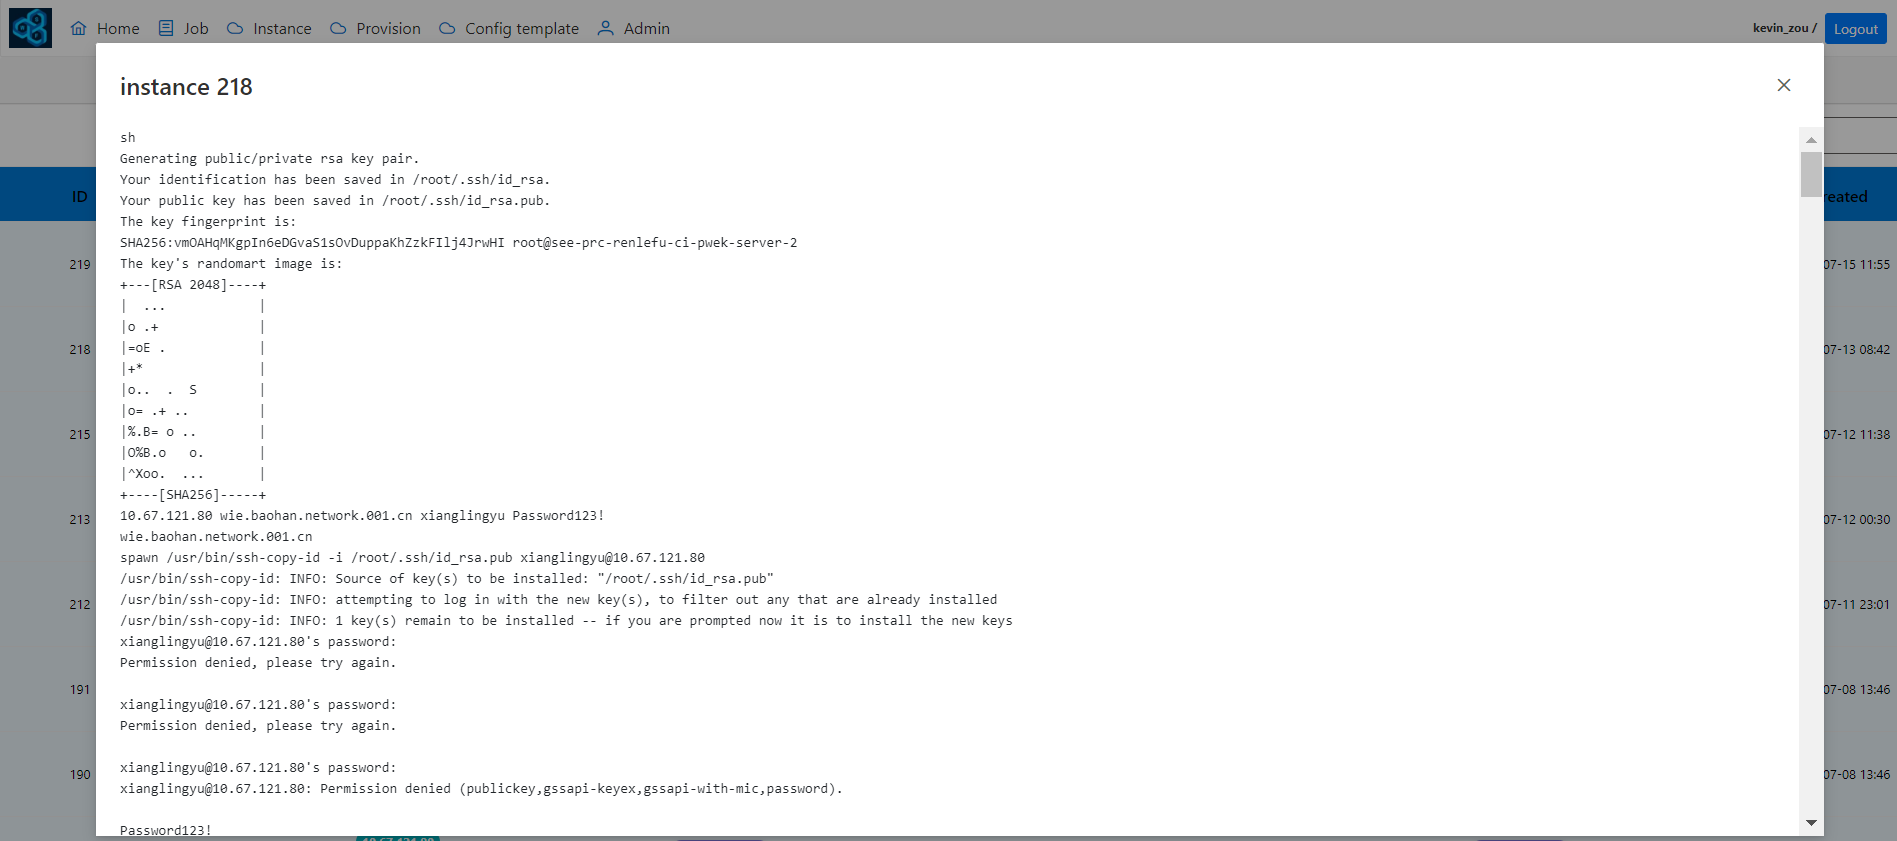 Home Job Instance Provision Config template Admin kevin_zou / Logout
instance 218
sh
Generating public/private rsa key pair.
Your identification has been saved in /root/.ssh/id_rsa.
Your public key has been saved in /root/.ssh/id_rsa.pub.
The key fingerprint is:
SHA256:vmOAHqMKgpIn6eDGvaS1sOvDuppaKhZzkFIlj4JrwHI root@see-prc-renlefu-ci-pwek-server-2
The key's randomart image is:
+---[RSA 2048]----+
|  ...            |
|o .+             |
|=oE .            |
|+*               |
|o..  .  S        |
|o= .+ ..         |
|%.B= o ..        |
|O%B.o   o.       |
|^Xoo.  ...       |
+----[SHA256]-----+
10.67.121.80 wie.baohan.network.001.cn xianglingyu Password123!
wie.baohan.network.001.cn
spawn /usr/bin/ssh-copy-id -i /root/.ssh/id_rsa.pub xianglingyu@10.67.121.80
/usr/bin/ssh-copy-id: INFO: Source of key(s) to be installed: "/root/.ssh/id_rsa.pub"
/usr/bin/ssh-copy-id: INFO: attempting to log in with the new key(s), to filter out any that are already installed
/usr/bin/ssh-copy-id: INFO: 1 key(s) remain to be installed -- if you are prompted now it is to install the new keys
xianglingyu@10.67.121.80's password:
Permission denied, please try again.
xianglingyu@10.67.121.80's password:
Permission denied, please try again.
xianglingyu@10.67.121.80's password:
xianglingyu@10.67.121.80: Permission denied (publickey,gssapi-keyex,gssapi-with-mic,password).
Password123!
ID
219
218
215
213
212
191
190
reated
07-15 11:55
07-13 08:42
07-12 11:38
07-12 00:30
07-11 23:01
07-08 13:46
07-08 13:46